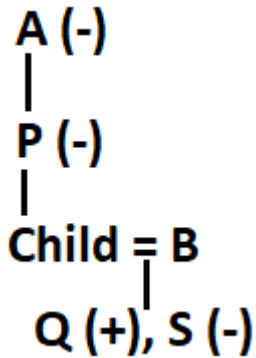 A (-)
P (-)
Child = B
Q (+), S (-)